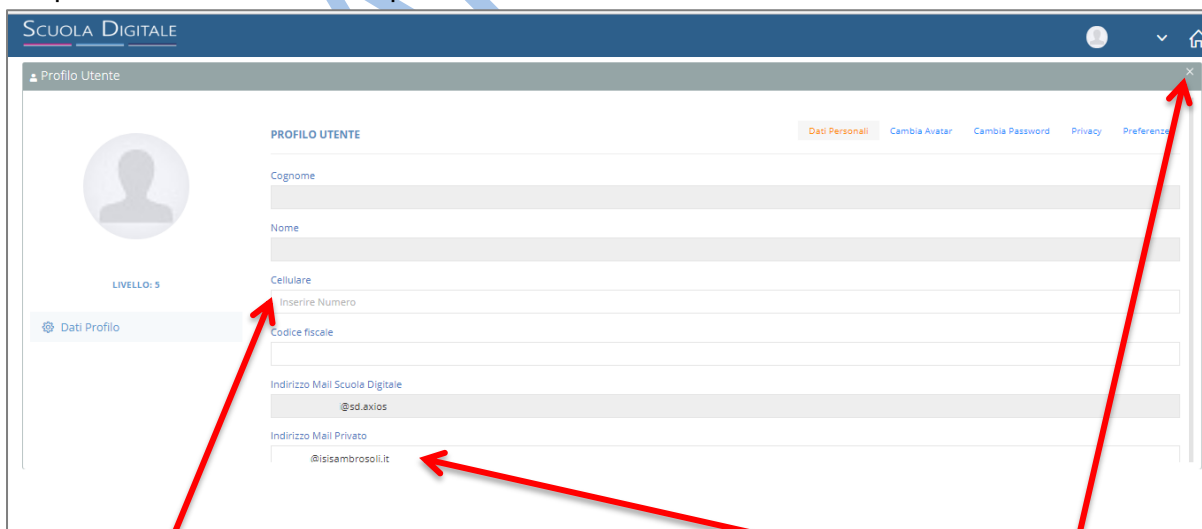 SCUOLA DIGITALE
Profilo Utente
PROFILO UTENTE
Dati Personali Cambia Avatar Cambia Password Privacy Preferenze
Cognome
Nome
LIVELLO: 5
Cellulare
Inserire Numero
Dati Profilo
Codice fiscale
Indirizzo Mail Scuola Digitale
@sd.axios
Indirizzo Mail Privato
@isisambrosoli.it